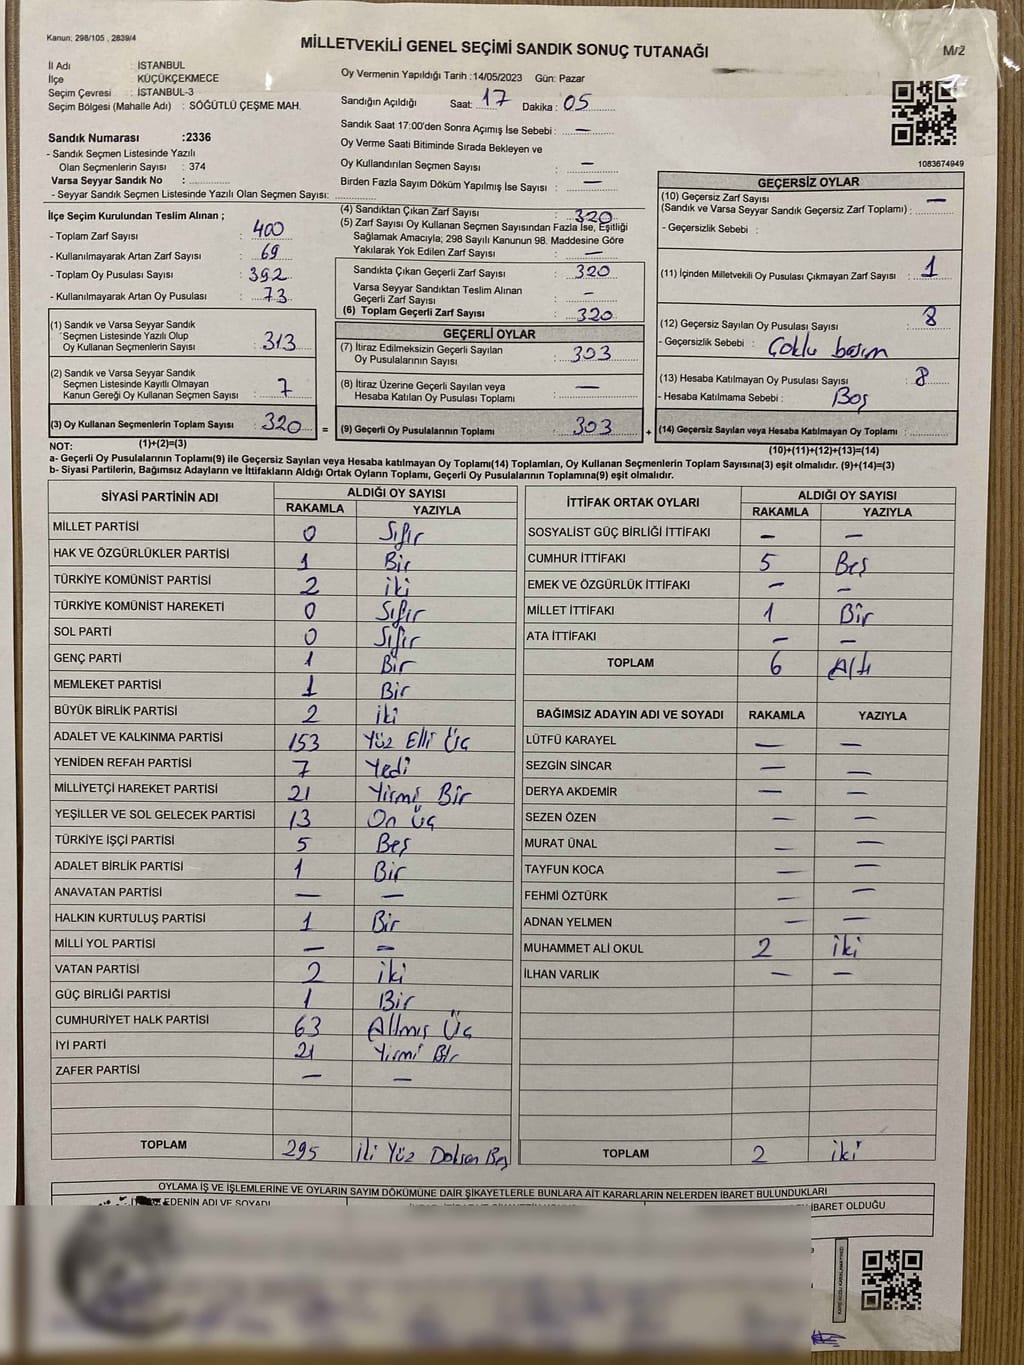 Kanun: 298/105 , 2839/4
MİLLETVEKİLİ GENEL SEÇİMİ SANDIK SONUÇ TUTANAĞI
M/2
İl Adı : İSTANBUL
İlçe : KÜÇÜKÇEKMECE
Seçim Çevresi : İSTANBUL-3
Seçim Bölgesi (Mahalle Adı) : SÖĞÜTLÜ ÇEŞME MAH.
Oy Vermenin Yapıldığı Tarih :14/05/2023 Gün: Pazar
Sandığın Açıldığı Saat: 17 Dakika : 05
Sandık Saat 17:00'den Sonra Açımış İse Sebebi : —
Oy Verme Saati Bitiminde Sırada Bekleyen ve
Oy Kullandırılan Seçmen Sayısı : —
Birden Fazla Sayım Döküm Yapılmış İse Sayısı : —
Sandık Numarası :2336
- Sandık Seçmen Listesinde Yazılı
Olan Seçmenlerin Sayısı : 374
Varsa Seyyar Sandık No :
- Seyyar Sandık Seçmen Listesinde Yazılı Olan Seçmen Sayısı:
1083674949
İlçe Seçim Kurulundan Teslim Alınan ;
- Toplam Zarf Sayısı : 400
- Kullanılmayarak Artan Zarf Sayısı : 69
- Toplam Oy Pusulası Sayısı : 392
- Kullanılmayarak Artan Oy Pusulası : 73
(1) Sandık ve Varsa Seyyar Sandık
Seçmen Listesinde Yazılı Olup
Oy Kullanan Seçmenlerin Sayısı : 313
(2) Sandık ve Varsa Seyyar Sandık
Seçmen Listesinde Kayıtlı Olmayan
Kanun Gereği Oy Kullanan Seçmen Sayısı : 7
(3) Oy Kullanan Seçmenlerin Toplam Sayısı : 320
(1)+(2)=(3)
(4) Sandıktan Çıkan Zarf Sayısı : 320
(5) Zarf Sayısı Oy Kullanan Seçmen Sayısından Fazla İse, Eşitliği
Sağlamak Amacıyla; 298 Sayılı Kanunun 98. Maddesine Göre
Yakılarak Yok Edilen Zarf Sayısı : —
Sandıkta Çıkan Geçerli Zarf Sayısı : 320
Varsa Seyyar Sandıktan Teslim Alınan
Geçerli Zarf Sayısı : —
(6) Toplam Geçerli Zarf Sayısı : 320
GEÇERLİ OYLAR
(7) İtiraz Edilmeksizin Geçerli Sayılan
Oy Pusulalarının Sayısı : 303
(8) İtiraz Üzerine Geçerli Sayılan veya
Hesaba Katılan Oy Pusulası Toplamı : —
= (9) Geçerli Oy Pusulalarının Toplamı : 303 +
GEÇERSİZ OYLAR
(10) Geçersiz Zarf Sayısı
(Sandık ve Varsa Seyyar Sandık Geçersiz Zarf Toplamı) : —
- Geçersizlik Sebebi :
(11) İçinden Milletvekili Oy Pusulası Çıkmayan Zarf Sayısı : 1
(12) Geçersiz Sayılan Oy Pusulası Sayısı : 8
- Geçersizlik Sebebi : Çoklu basım
(13) Hesaba Katılmayan Oy Pusulası Sayısı : 8
- Hesaba Katılmama Sebebi : Boş
(14) Geçersiz Sayılan veya Hesaba Katılmayan Oy Toplamı :
(10)+(11)+(12)+(13)=(14)
NOT:
a- Geçerli Oy Pusulasının Toplamı(9) ile Geçersiz Sayılan veya Hesaba katılmayan Oy Toplamı(14) Toplamları, Oy Kullanan Seçmenlerin Toplam Sayısına(3) eşit olmalıdır. (9)+(14)=(3)
b- Siyasi Partilerin, Bağımsız Adayların ve İttifakların Aldığı Ortak Oyların Toplamı, Geçerli Oy Pusulalarının Toplamına(9) eşit olmalıdır.
SİYASİ PARTİNİN ADI ALDIĞI OY SAYISI
RAKAMLA YAZIYLA
MİLLET PARTİSİ 0 Sıfır
HAK VE ÖZGÜRLÜKLER PARTİSİ 1 Bir
TÜRKİYE KOMÜNİST PARTİSİ 2 iki
TÜRKİYE KOMÜNİST HAREKETİ 0 Sıfır
SOL PARTİ 0 Sıfır
GENÇ PARTİ 1 Bir
MEMLEKET PARTİSİ 1 Bir
BÜYÜK BİRLİK PARTİSİ 2 iki
ADALET VE KALKINMA PARTİSİ 153 Yüz Elli Üç
YENİDEN REFAH PARTİSİ 7 Yedi
MİLLİYETÇİ HAREKET PARTİSİ 21 Yirmi Bir
YEŞİLLER VE SOL GELECEK PARTİSİ 13 On Üç
TÜRKİYE İŞÇİ PARTİSİ 5 Beş
ADALET BİRLİK PARTİSİ 1 Bir
ANAVATAN PARTİSİ — —
HALKIN KURTULUŞ PARTİSİ 1 Bir
MİLLİ YOL PARTİSİ — —
VATAN PARTİSİ 2 iki
GÜÇ BİRLİĞİ PARTİSİ 1 Bir
CUMHURİYET HALK PARTİSİ 63 Altmış Üç
İYİ PARTİ 21 Yirmi Bir
ZAFER PARTİSİ — —
TOPLAM 295 iki Yüz Doksan Beş
İTTİFAK ORTAK OYLARI ALDIĞI OY SAYISI
RAKAMLA YAZIYLA
SOSYALİST GÜÇ BİRLİĞİ İTTİFAKI — —
CUMHUR İTTİFAKI 5 Beş
EMEK VE ÖZGÜRLÜK İTTİFAKI — —
MİLLET İTTİFAKI 1 Bir
ATA İTTİFAKI — —
TOPLAM 6 Altı
BAĞIMSIZ ADAYIN ADI VE SOYADI RAKAMLA YAZIYLA
LÜTFÜ KARAYEL — —
SEZGİN SİNCAR — —
DERYA AKDEMİR — —
SEZEN ÖZEN — —
MURAT ÜNAL — —
TAYFUN KOCA — —
FEHMİ ÖZTÜRK — —
ADNAN YELMEN — —
MUHAMMET ALİ OKUL 2 iki
İLHAN VARLIK — —
TOPLAM 2 iki
OYLAMA İŞ VE İŞLEMLERİNE VE OYLARIN SAYIM DÖKÜMÜNE DAİR ŞİKAYETLERLE BUNLARA AİT KARARLARIN NELERDEN İBARET BULUNDUKLARI
EDENİN ADI VE SOYADI
İBARET OLDUĞU